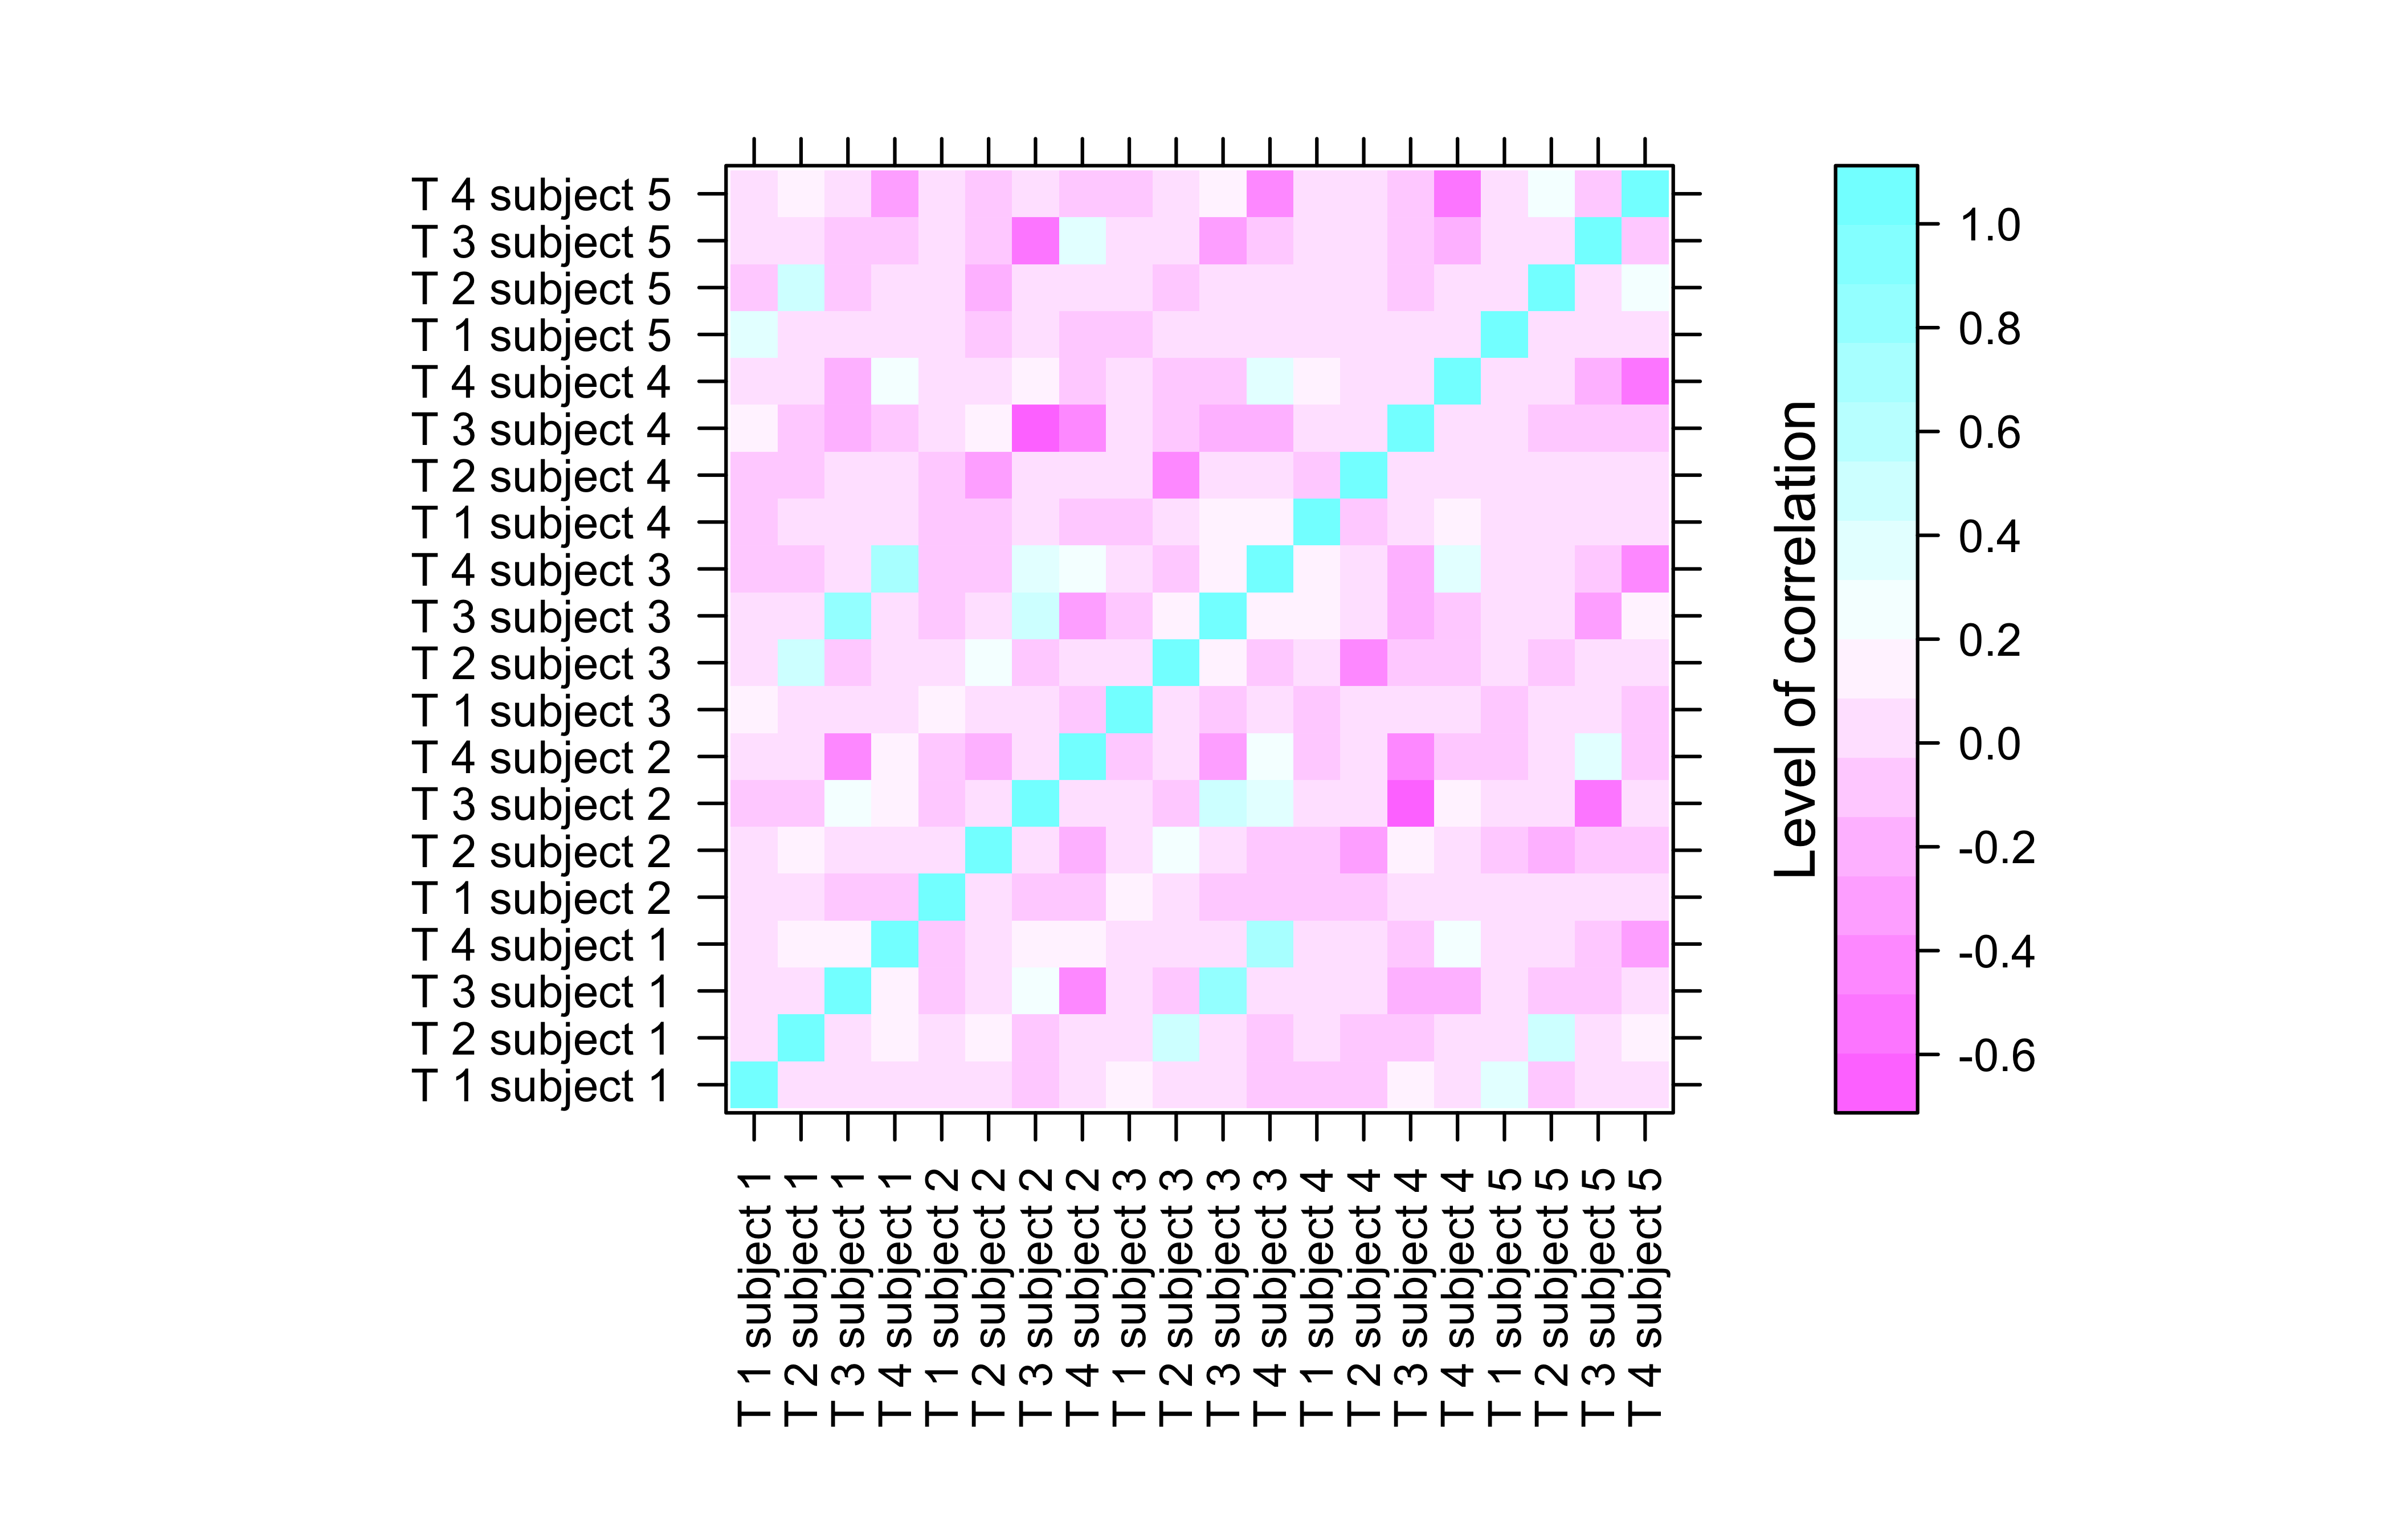 T 4 subject 5
T 3 subject 5
T 2 subject 5
T 1 subject 5
T 4 subject 4
T 3 subject 4
T 2 subject 4
T 1 subject 4
T 4 subject 3
T 3 subject 3
T 2 subject 3
T 1 subject 3
T 4 subject 2
T 3 subject 2
T 2 subject 2
T 1 subject 2
T 4 subject 1
T 3 subject 1
T 2 subject 1
T 1 subject 1
T 1 subject 1
T 2 subject 1
T 3 subject 1
T 4 subject 1
T 1 subject 2
T 2 subject 2
T 3 subject 2
T 4 subject 2
T 1 subject 3
T 2 subject 3
T 3 subject 3
T 4 subject 3
T 1 subject 4
T 2 subject 4
T 3 subject 4
T 4 subject 4
T 1 subject 5
T 2 subject 5
T 3 subject 5
T 4 subject 5
Level of correlation
1.0
0.8
0.6
0.4
0.2
0.0
-0.2
-0.4
-0.6